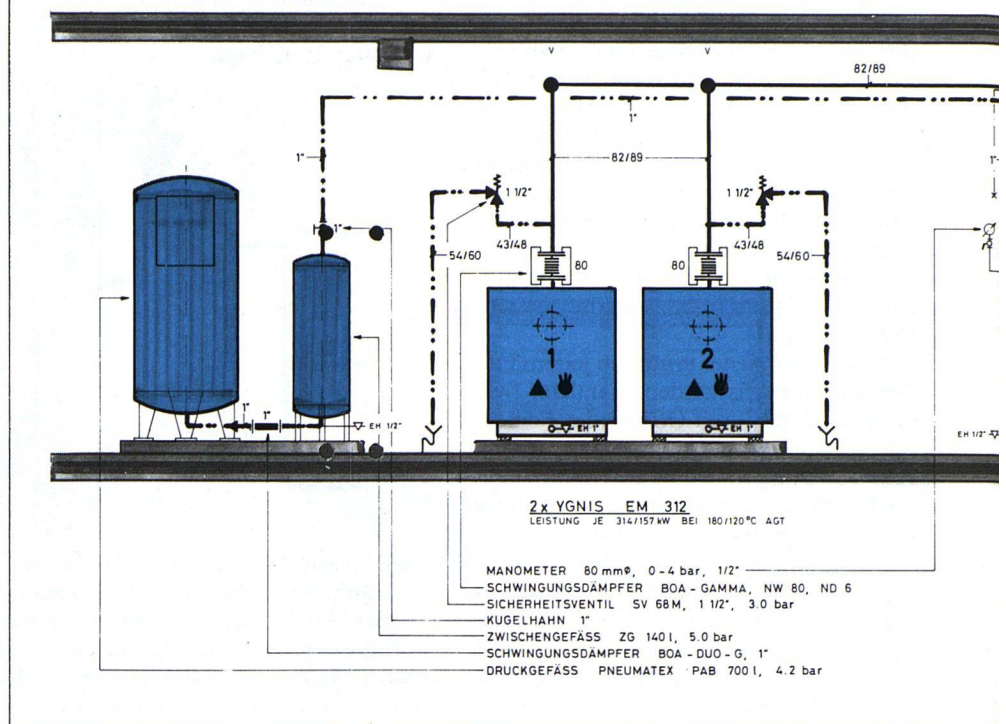 V V
82/89
1"
1"
82/89
1"
1 1/2" 1 1/2"
1"
43/48 43/48
54/60 54/60
80 80
1 2
1" 1"
EH 1/2" EH 1" EH 1" EH 1/2"
2 x YGNIS EM 312
LEISTUNG JE 314/157 kW BEI 180/120°C AGT
MANOMETER 80 mmø, 0-4 bar, 1/2"
SCHWINGUNGSDÄMPFER BOA-GAMMA, NW 80, ND 6
SICHERHEITSVENTIL SV 68 M, 1 1/2", 3.0 bar
KUGELHAHN 1"
ZWISCHENGEFÄSS ZG 140 l, 5.0 bar
SCHWINGUNGSDÄMPFER BOA-DUO-G, 1"
DRUCKGEFÄSS PNEUMATEX PAB 700 l, 4.2 bar